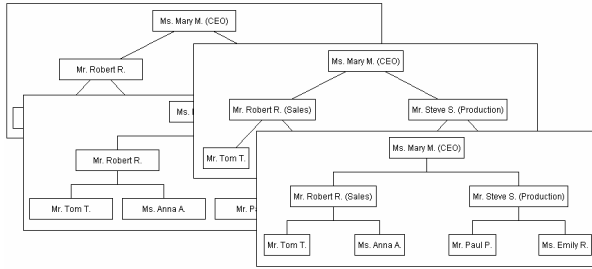 Ms. Mary M. (CEO)
Mr. Robert R.
Ms.
Mr. Robert R.
Mr. Tom T.
Ms. Anna A.
Mr.
Ms. Mary M. (CEO)
Mr. Robert R. (Sales)
Mr. Steve S. (Production)
Mr. Tom T.
Ms. Mary M. (CEO)
Mr. Robert R. (Sales)
Mr. Steve S. (Production)
Mr. Tom T.
Ms. Anna A.
Mr. Paul P.
Ms. Emily R.